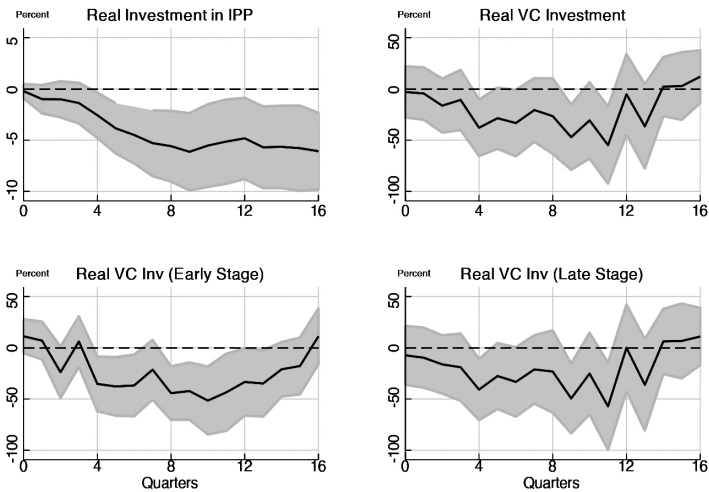 Percent Real Investment in IPP
5
0
-5
-10
0 4 8 12 16
Percent Real VC Investment
50
0
-50
-100
0 4 8 12 16
Percent Real VC Inv (Early Stage)
50
0
-50
-100
0 4 8 12 16
Quarters
Percent Real VC Inv (Late Stage)
50
0
-50
-100
0 4 8 12 16
Quarters